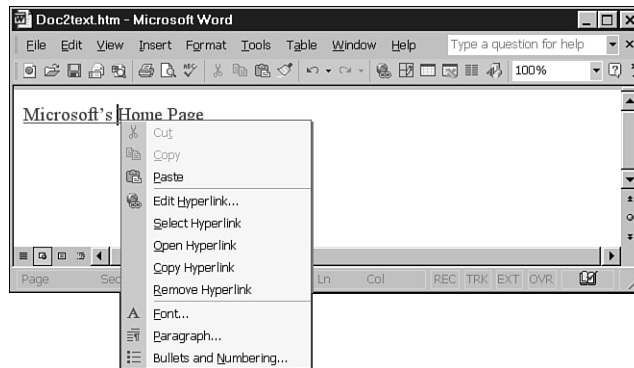 Doc2text.htm - Microsoft Word
File Edit View Insert Format Tools Table Window Help Type a question for help
100%
Microsoft's Home Page
Cut
Copy
Paste
Edit Hyperlink...
Select Hyperlink
Open Hyperlink
Copy Hyperlink
Remove Hyperlink
Page Sec Ln Col REC TRK EXT OVR
Font...
Paragraph...
Bullets and Numbering...